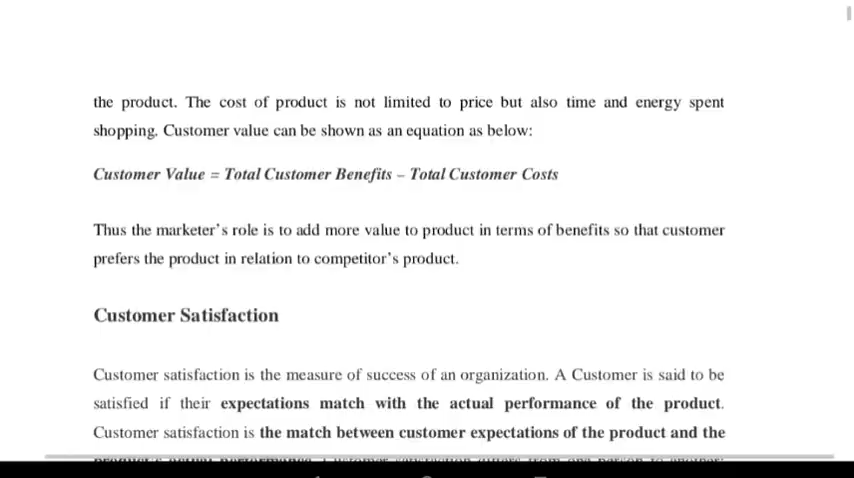 the product. The cost of product is not limited to price but also time and energy spent
shopping. Customer value can be shown as an equation as below:
Customer Value = Total Customer Benefits – Total Customer Costs
Thus the marketer's role is to add more value to product in terms of benefits so that customer
prefers the product in relation to competitor's product.
Customer Satisfaction
Customer satisfaction is the measure of success of an organization. A Customer is said to be
satisfied if their expectations match with the actual performance of the product.
Customer satisfaction is the match between customer expectations of the product and the